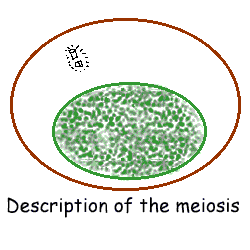 Description of the meiosis